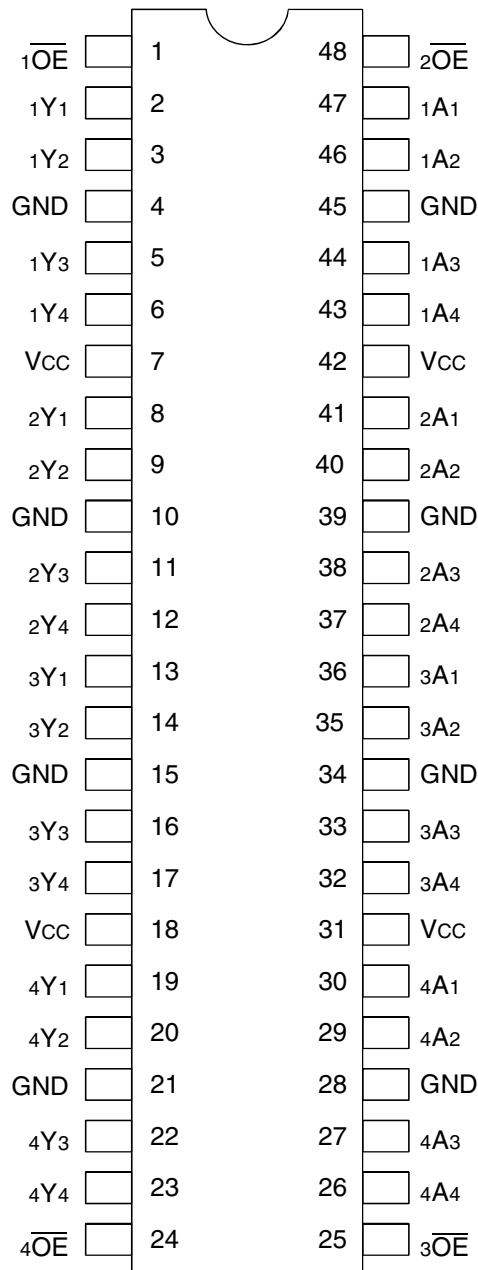 1O̅E̅ 1 48 2O̅E̅
1Y1 2 47 1A1
1Y2 3 46 1A2
GND 4 45 GND
1Y3 5 44 1A3
1Y4 6 43 1A4
VCC 7 42 VCC
2Y1 8 41 2A1
2Y2 9 40 2A2
GND 10 39 GND
2Y3 11 38 2A3
2Y4 12 37 2A4
3Y1 13 36 3A1
3Y2 14 35 3A2
GND 15 34 GND
3Y3 16 33 3A3
3Y4 17 32 3A4
VCC 18 31 VCC
4Y1 19 30 4A1
4Y2 20 29 4A2
GND 21 28 GND
4Y3 22 27 4A3
4Y4 23 26 4A4
4O̅E̅ 24 25 3O̅E̅